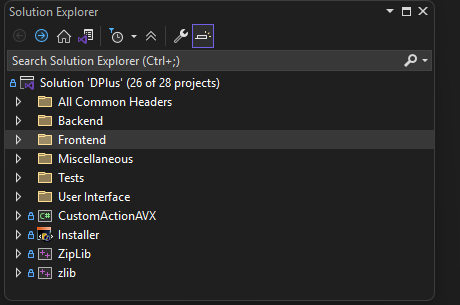 Solution Explorer
Search Solution Explorer (Ctrl+;)
Solution 'DPlus' (26 of 28 projects)
All Common Headers
Backend
Frontend
Miscellaneous
Tests
User Interface
C# CustomActionAVX
Installer
ZipLib
zlib